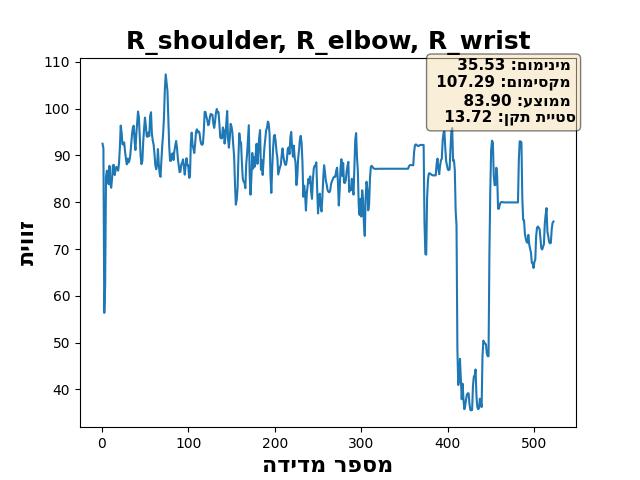 R_shoulder, R_elbow, R_wrist
מינימום: 35.53
מקסימום: 107.29
ממוצע: 83.90
סטיית תקן: 13.72
110
100
90
80
70
60
50
40
זווית
0 100 200 300 400 500
מספר מדידה